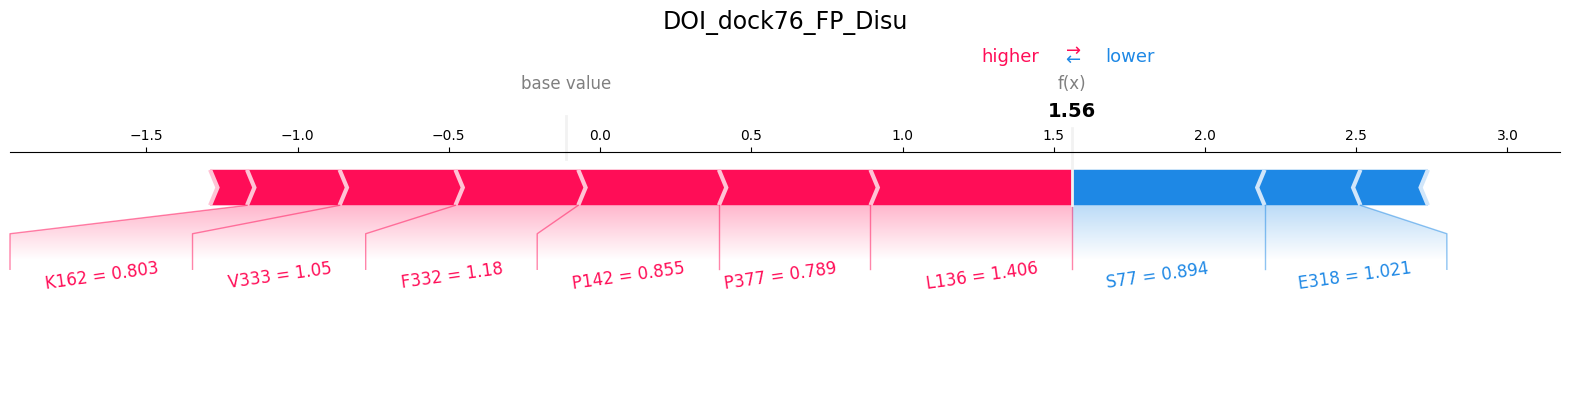 DOI_dock76_FP_Disu
higher ⇄ lower
base value f(x)
1.56
−1.5 −1.0 −0.5 0.0 0.5 1.0 1.5 2.0 2.5 3.0
K162 = 0.803 V333 = 1.05 F332 = 1.18 P142 = 0.855 P377 = 0.789 L136 = 1.406 S77 = 0.894 E318 = 1.021